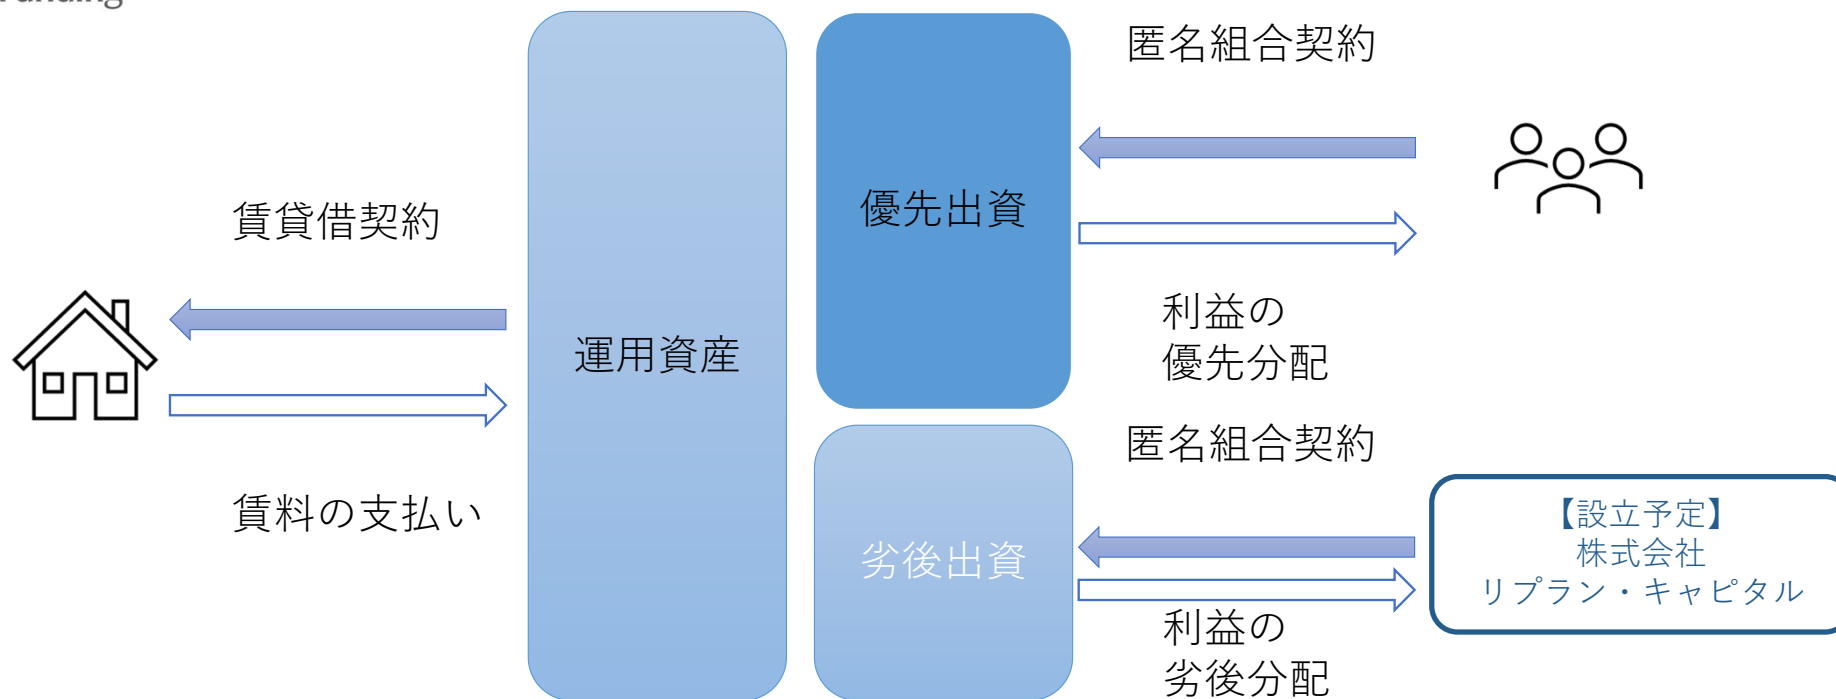 unding
匿名組合契約
優先出資
賃貸借契約
運用資産
利益の
優先分配
匿名組合契約
賃料の支払い
劣後出資
【設立予定】
株式会社
リプラン・キャピタル
利益の
劣後分配